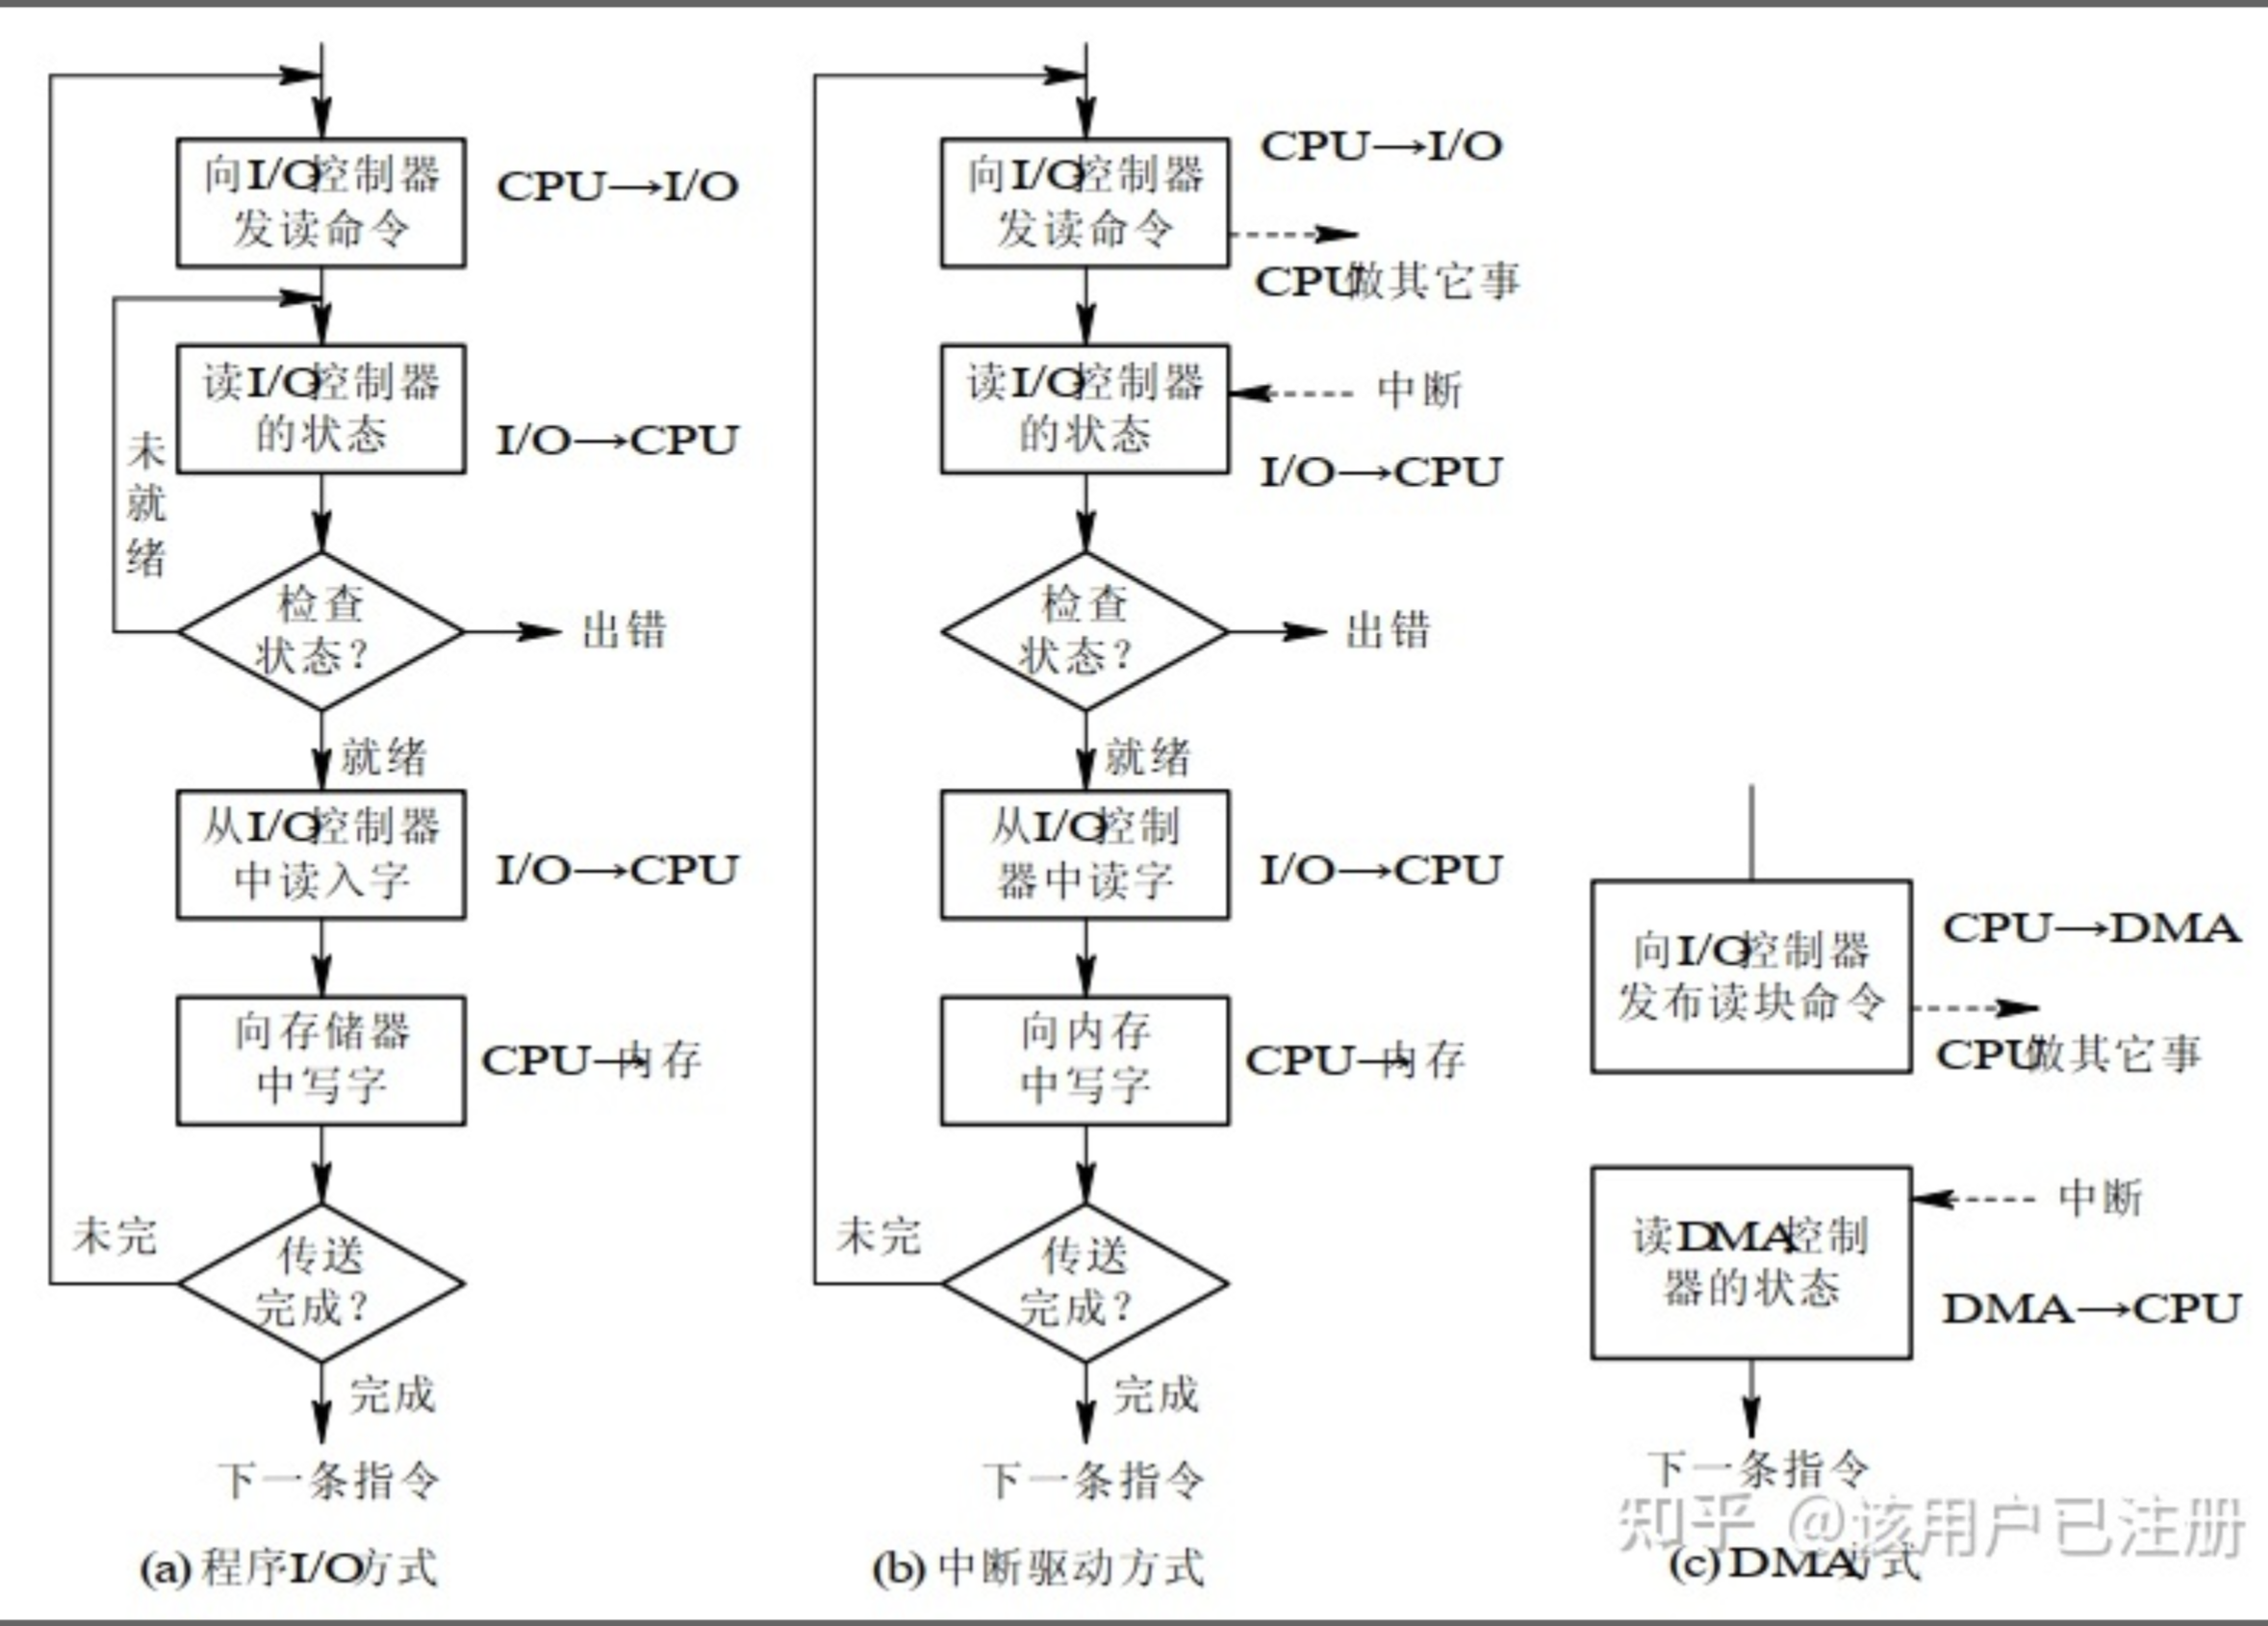 向I/O控制器
发读命令
CPU→I/O
读I/O控制器
的状态
I/O→CPU
未
就
绪
检查
状态?
出错
就绪
从I/O控制器
中读入字
I/O→CPU
向存储器
中写字
CPU→内存
未完
传送
完成?
完成
下一条指令
(a) 程序I/O方式
向I/O控制器
发读命令
CPU→I/O
CPU做其它事
读I/O控制器
的状态
中断
I/O→CPU
检查
状态?
出错
就绪
从I/O控制
器中读字
I/O→CPU
向内存
中写字
CPU→内存
未完
传送
完成?
完成
下一条指令
(b) 中断驱动方式
向I/O控制器
发布读块命令
CPU→DMA
CPU做其它事
读DMA控制
器的状态
中断
DMA→CPU
下一条指令
(c) DMA方式
知乎 @该用户已注册